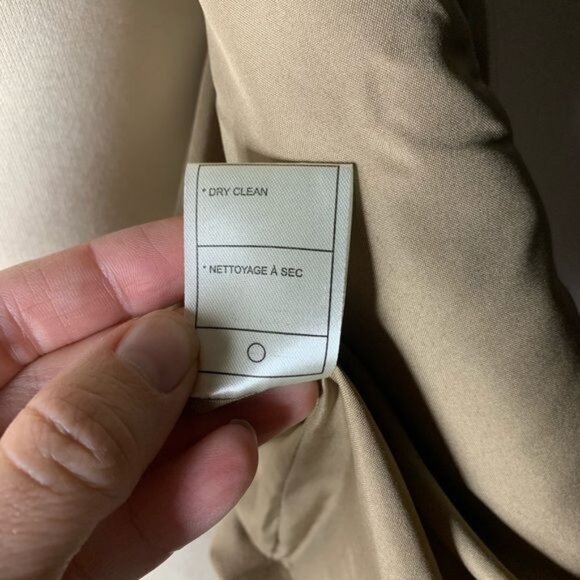 * DRY CLEAN
* NETTOYAGE À SEC